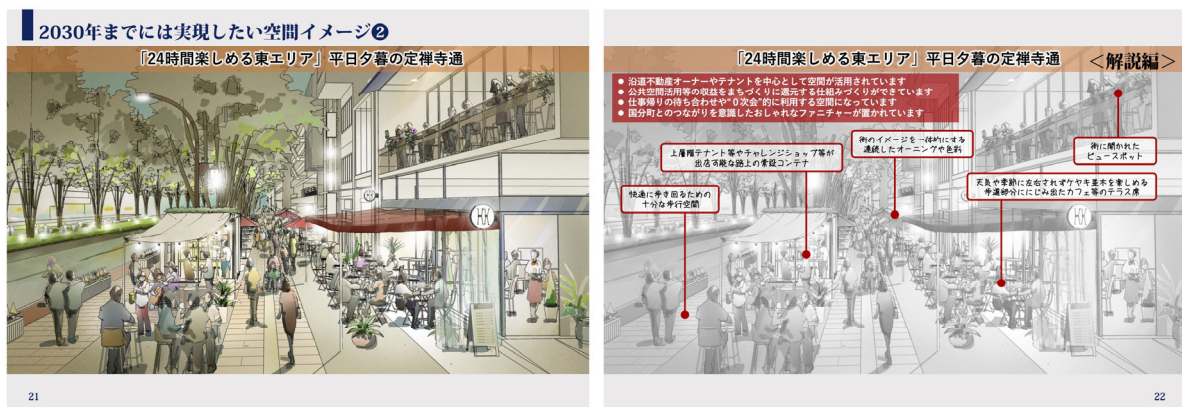 2030年までには実現したい空間イメージ❷
「24時間楽しめる東エリア」平日夕暮の定禅寺通
HK
HK
21
「24時間楽しめる東エリア」平日夕暮の定禅寺通
＜解説編＞
● 沿道不動産オーナーやテナントを中心として空間が活用されています
● 公共空間活用等の収益をまちづくりに還元する仕組みづくりができています
● 仕事帰りの待ち合わせや“０次会”的に利用する空間になっています
● 国分町とのつながりを意識したおしゃれなファニチャーが置かれています
上層階テナント等やチャレンジショップ等が
出店可能な路上の常設コンテナ
街のイメージを一体的にする
連続したオーニングや色彩
街に開かれた
ビュースポット
快適に歩き回るための
十分な歩行空間
天気や季節に左右されずケヤキ並木を楽しめる
歩道部分ににじみ出たカフェ等のテラス席
HK
22